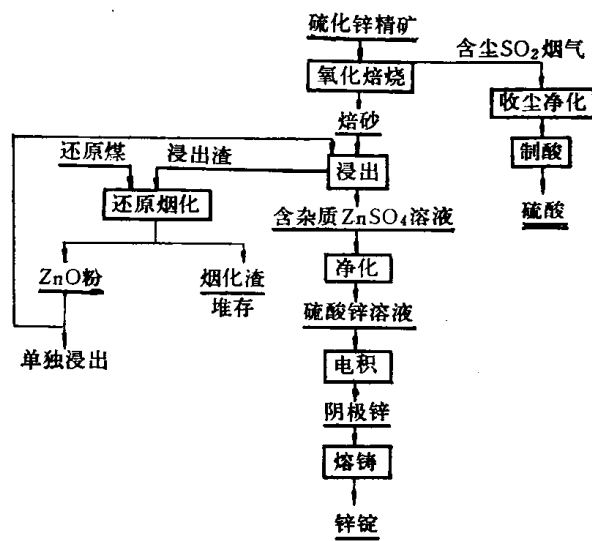 硫化锌精矿
含尘SO₂烟气
氧化焙烧
收尘净化
焙砂
还原煤
浸出渣
浸出
制酸
还原烟化
硫酸
含杂质ZnSO₄溶液
净化
ZnO粉
烟化渣
堆存
硫酸锌溶液
单独浸出
电积
阴极锌
熔铸
锌锭